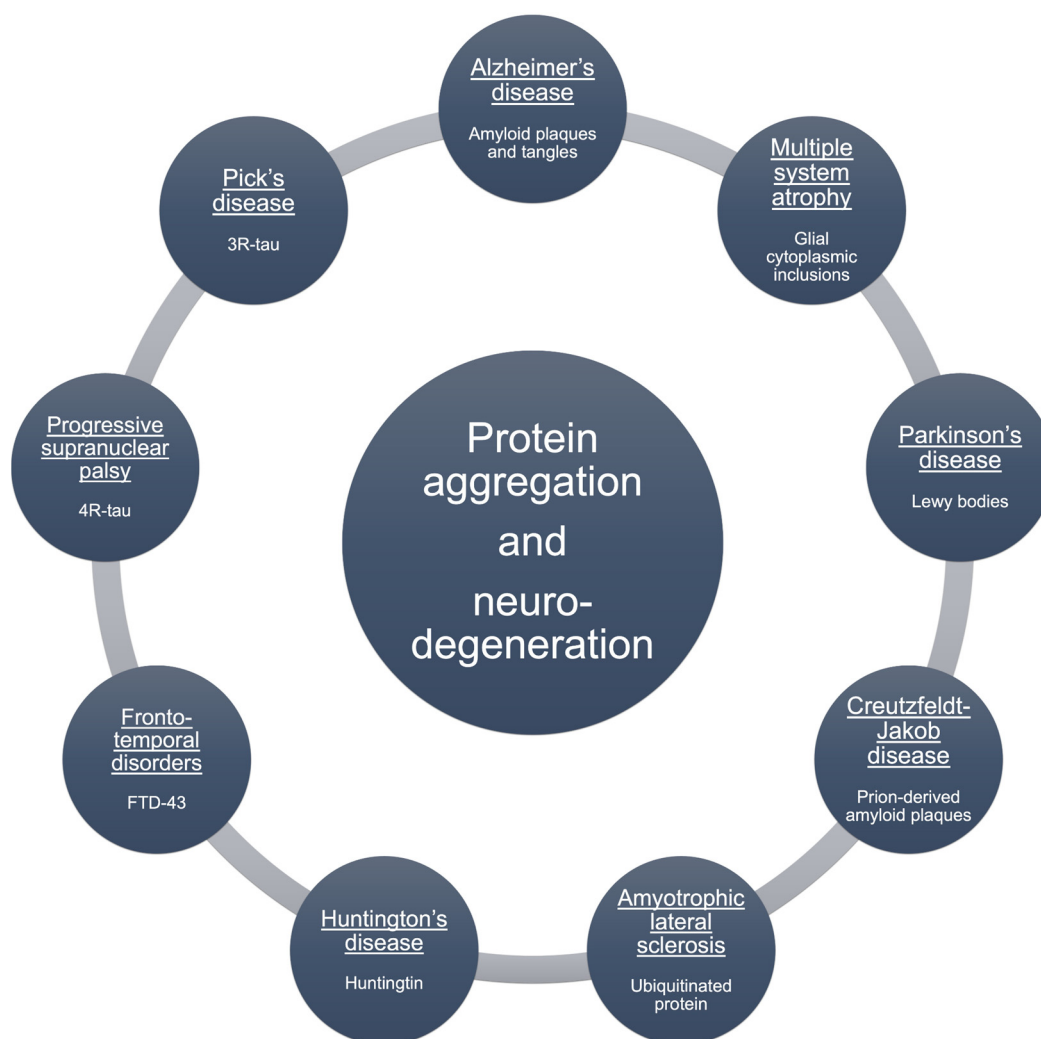 Alzheimer's
disease
Amyloid plaques
and tangles
Multiple
system
atrophy
Glial
cytoplasmic
inclusions
Parkinson's
disease
Lewy bodies
Creutzfeldt-
Jakob
disease
Prion-derived
amyloid plaques
Amyotrophic
lateral
sclerosis
Ubiquitinated
protein
Huntington's
disease
Huntingtin
Fronto-
temporal
disorders
FTD-43
Progressive
supranuclear
palsy
4R-tau
Pick's
disease
3R-tau
Protein
aggregation
and
neuro-
degeneration